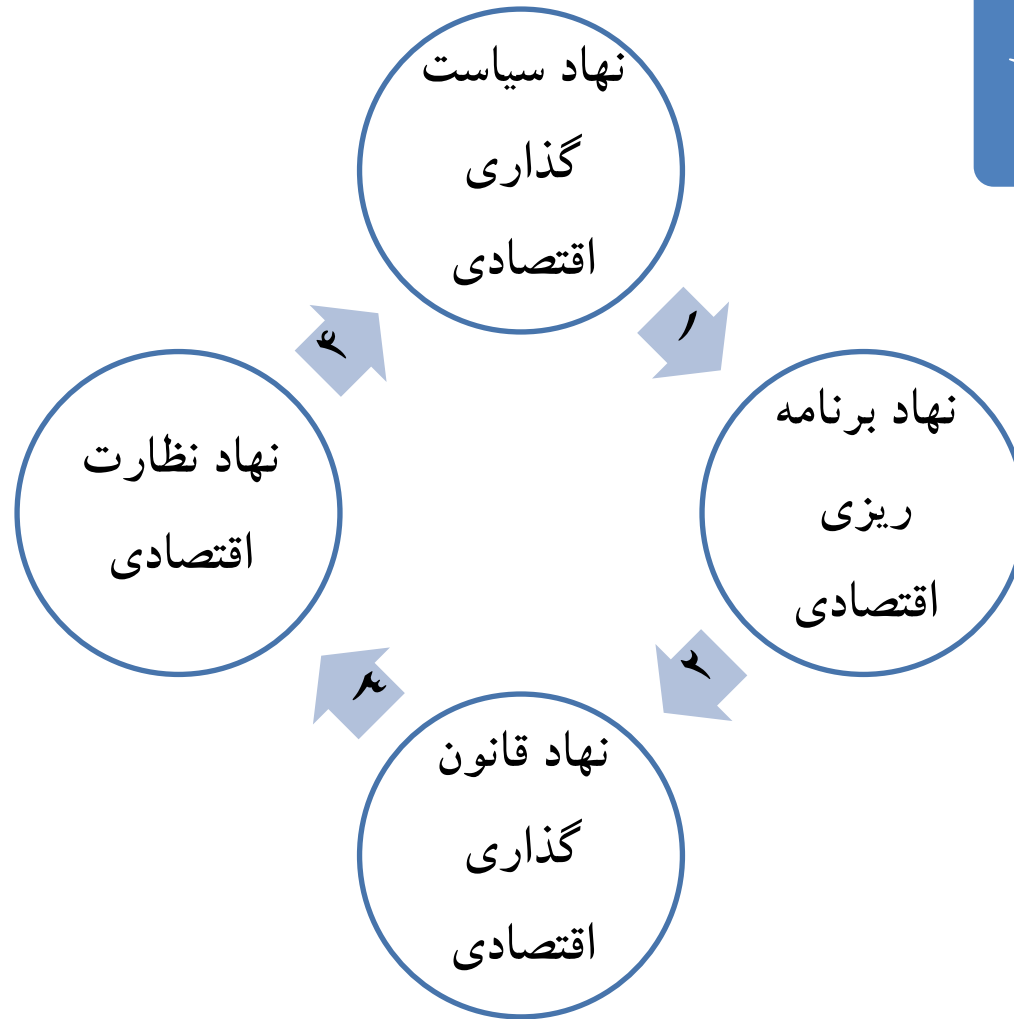 نهاد سیاست
گذاری
اقتصادی
۱
نهاد برنامه
ریزی
اقتصادی
۲
نهاد قانون
گذاری
اقتصادی
۳
نهاد نظارت
اقتصادی
۴